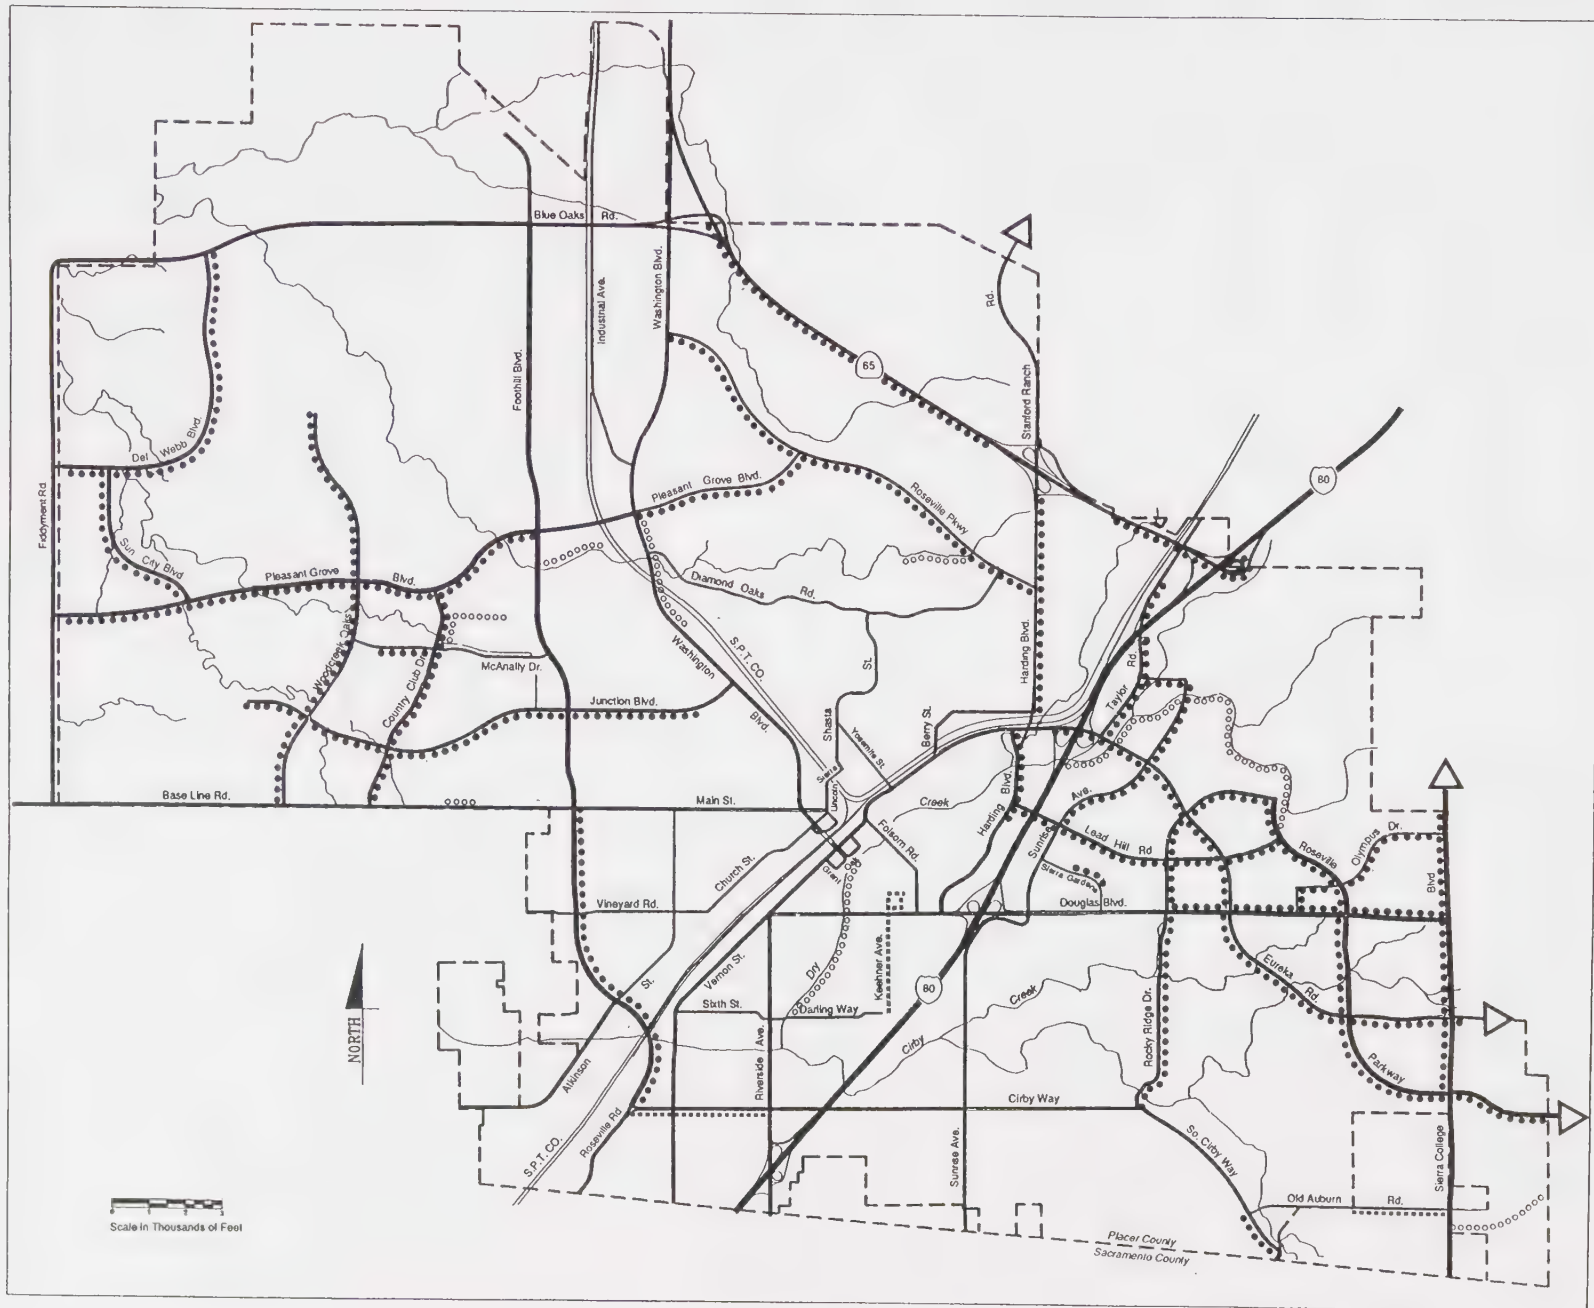 Blue Oaks Rd.
Industrial Ave.
Washington Blvd.
Foothill Blvd.
Rd.
Stanford Ranch
65
80
Del Webb Blvd.
Fiddyment Rd.
Pleasant Grove Blvd.
Roseville Pkwy
Sun City Blvd
Pleasant Grove Blvd.
Diamond Oaks Rd.
Woodcreek Oaks
Country Club Dr.
McAnally Dr.
Washington Blvd.
S.P.T. CO.
St.
Shasta
Harding Blvd.
Rd.
Taylor
Junction Blvd.
Yosemite St.
Berry St.
Sierra
Lincoln
Base Line Rd.
Main St.
Creek
Harding Blvd.
Ave.
Sunrise
Lead Hill Rd
Roseville
Olympus Dr.
Folsom Rd.
Church St.
Grant
Oak
Sierra Gardens
Blvd
Vineyard Rd.
Douglas Blvd.
Keehner Ave.
Vernon St.
Dry
St.
80
Eureka Rd.
NORTH
Sixth St.
Darling Way
Creek
Cirby
Rocky Ridge Dr.
Riverside Ave.
Atkinson
Parkway
Roseville Rd
Cirby Way
S.P.T. CO.
Sunrise Ave.
So. Cirby Way
Sierra College
Old Auburn Rd.
Scale in Thousands of Feet
Placer County
Sacramento County